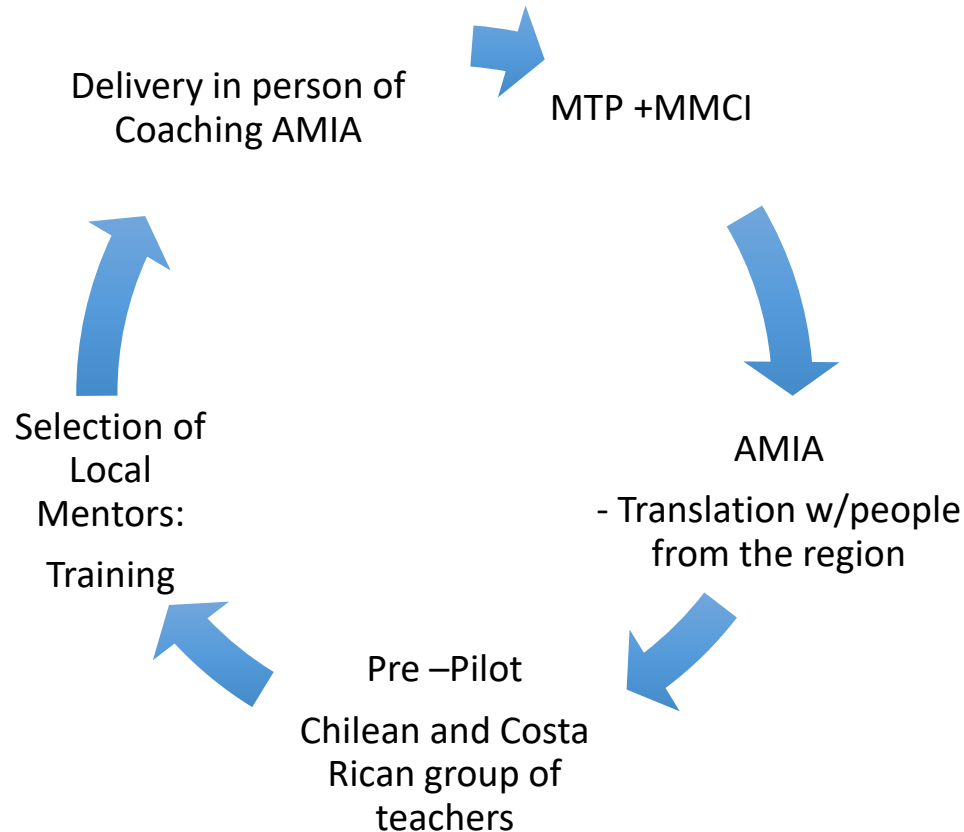 Delivery in person of
Coaching AMIA
MTP +MMCI
AMIA
- Translation w/people
from the region
Pre –Pilot
Chilean and Costa
Rican group of
teachers
Selection of
Local
Mentors:
Training